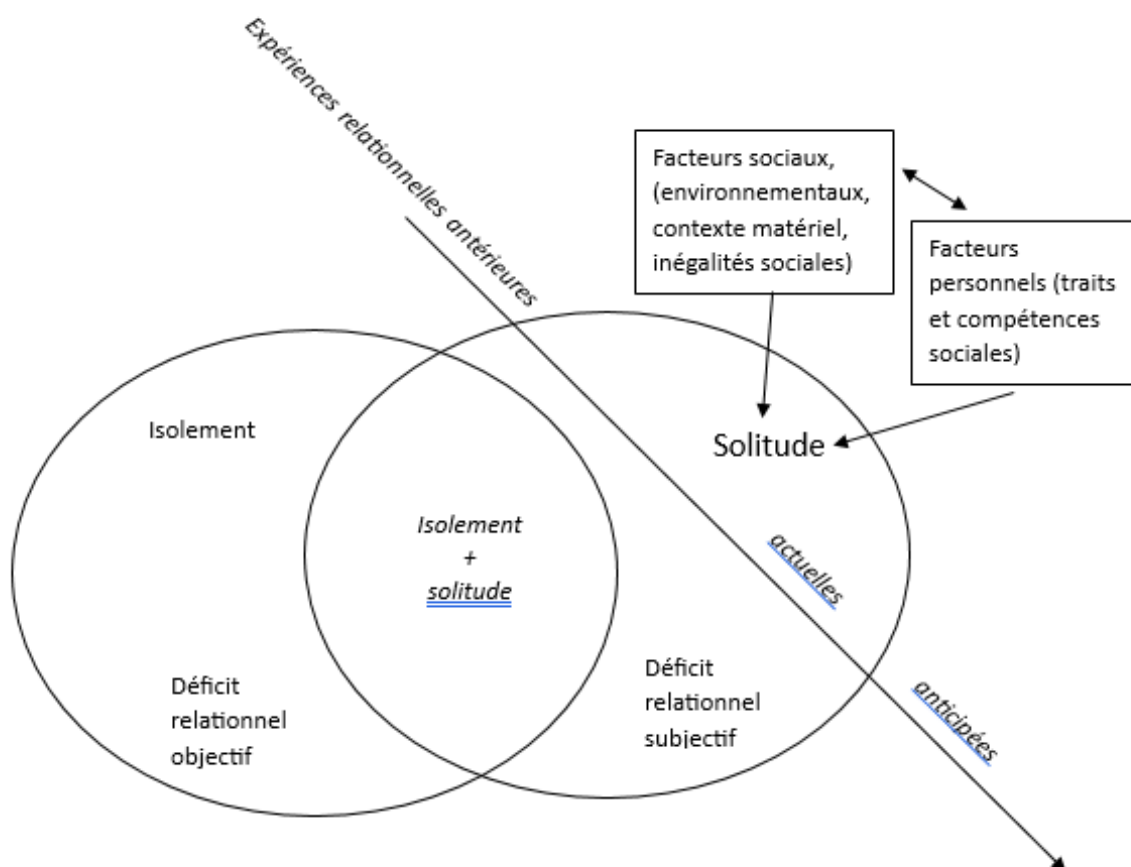 Expériences relationnelles antérieures
Facteurs sociaux,
(environnementaux,
contexte matériel,
inégalités sociales)
Facteurs
personnels (traits
et compétences
sociales)
Isolement
Solitude
Isolement
+
solitude
actuelles
Déficit
relationnel
objectif
Déficit
relationnel
subjectif
anticipées